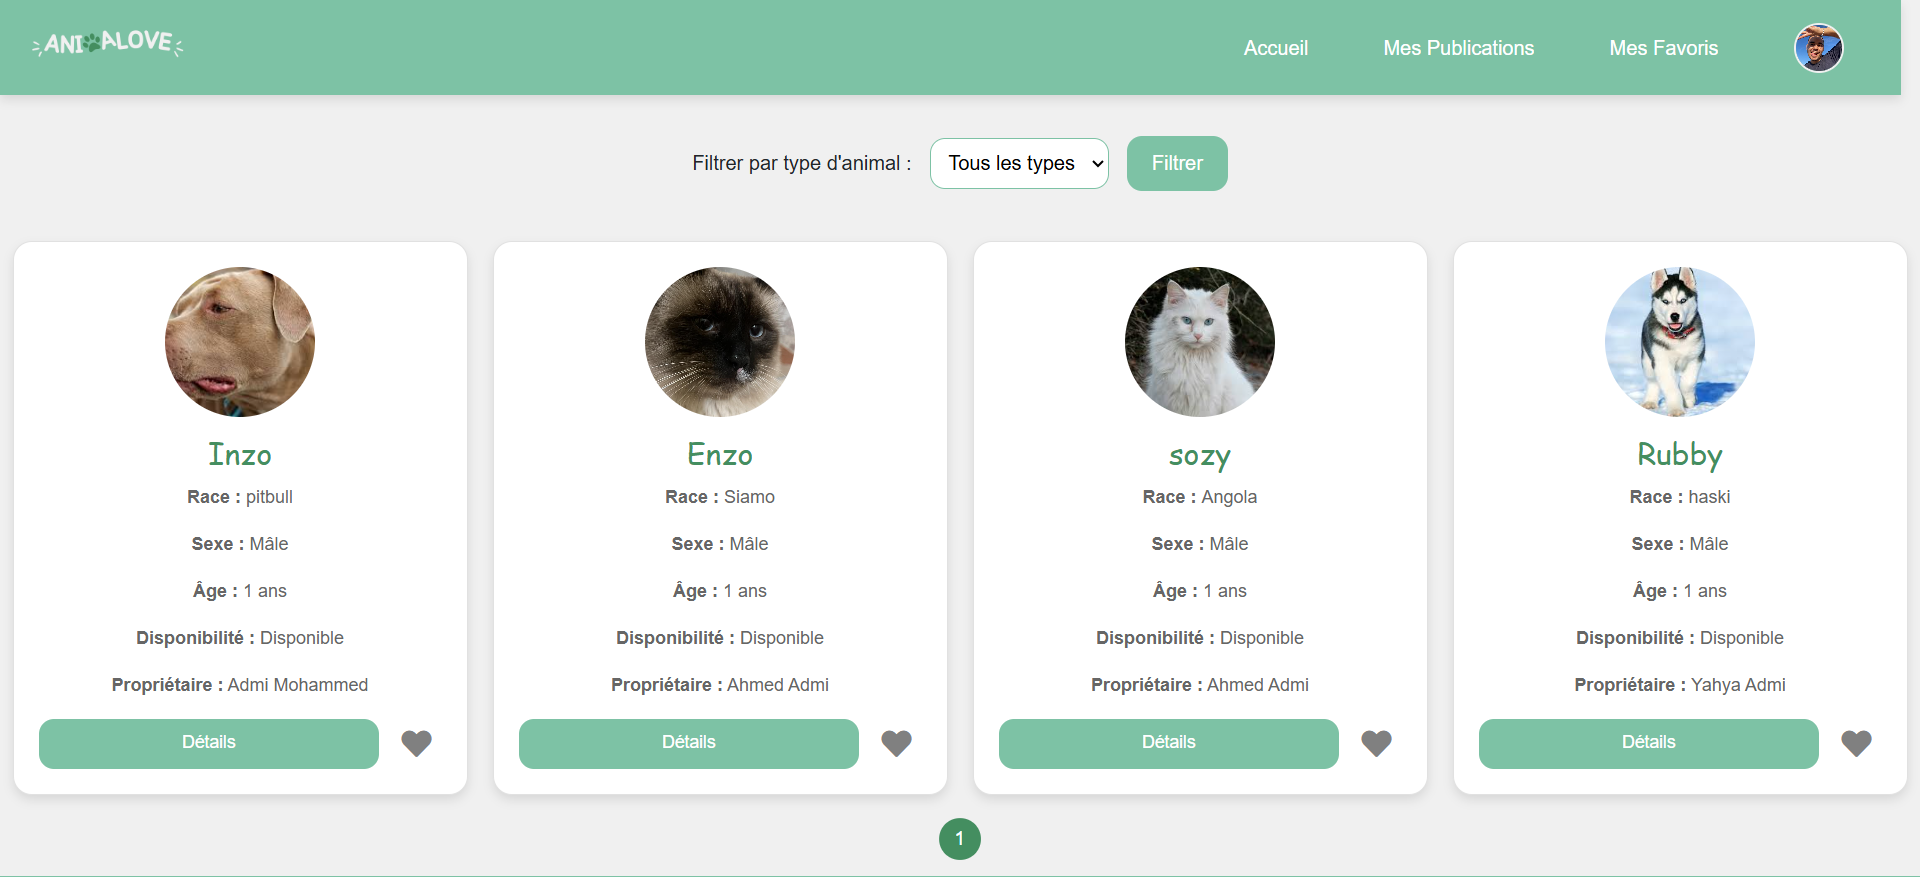 ANIMALOVE
Accueil Mes Publications Mes Favoris
Filtrer par type d'animal : Tous les types Filtrer
Inzo
Race : pitbull
Sexe : Mâle
Âge : 1 ans
Disponibilité : Disponible
Propriétaire : Admi Mohammed
Détails
Enzo
Race : Siamo
Sexe : Mâle
Âge : 1 ans
Disponibilité : Disponible
Propriétaire : Ahmed Admi
Détails
sozy
Race : Angola
Sexe : Mâle
Âge : 1 ans
Disponibilité : Disponible
Propriétaire : Ahmed Admi
Détails
Rubby
Race : haski
Sexe : Mâle
Âge : 1 ans
Disponibilité : Disponible
Propriétaire : Yahya Admi
Détails
1